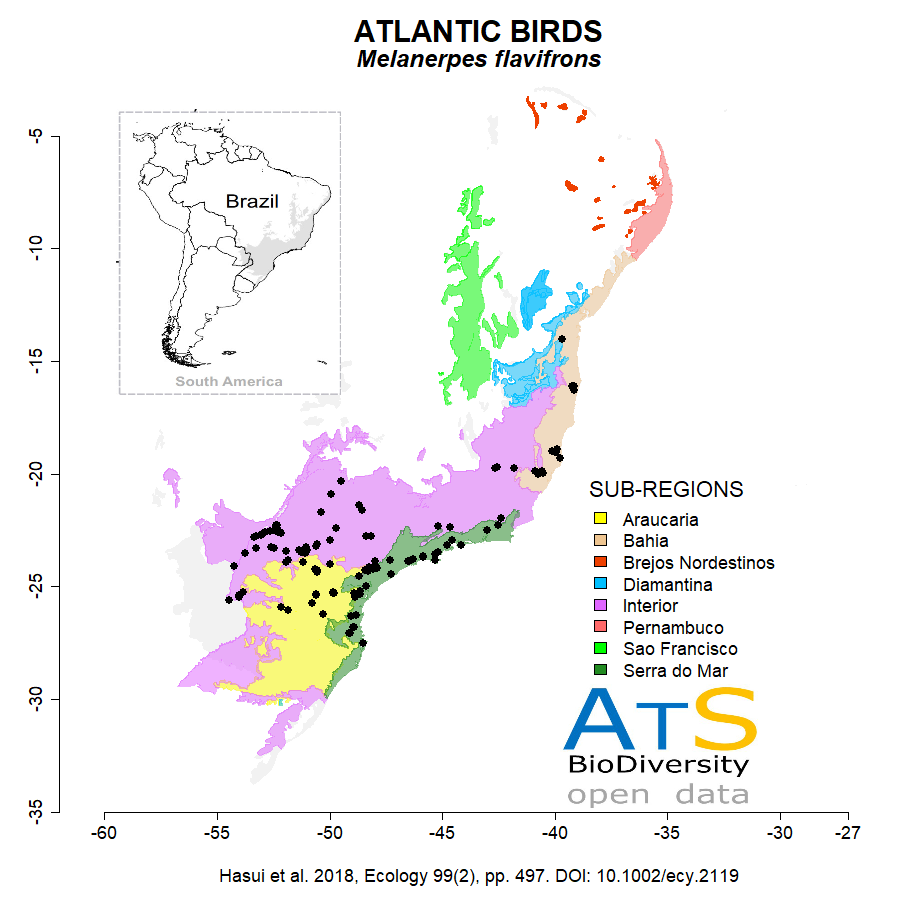 ATLANTIC BIRDS
Melanerpes flavifrons
Brazil
South America
-5
-10
-15
-20
-25
-30
-35
SUB-REGIONS
Araucaria
Bahia
Brejos Nordestinos
Diamantina
Interior
Pernambuco
Sao Francisco
Serra do Mar
ATS
BioDiversity
open data
-60
-55
-50
-45
-40
-35
-30
-27
Hasui et al. 2018, Ecology 99(2), pp. 497. DOI: 10.1002/ecy.2119